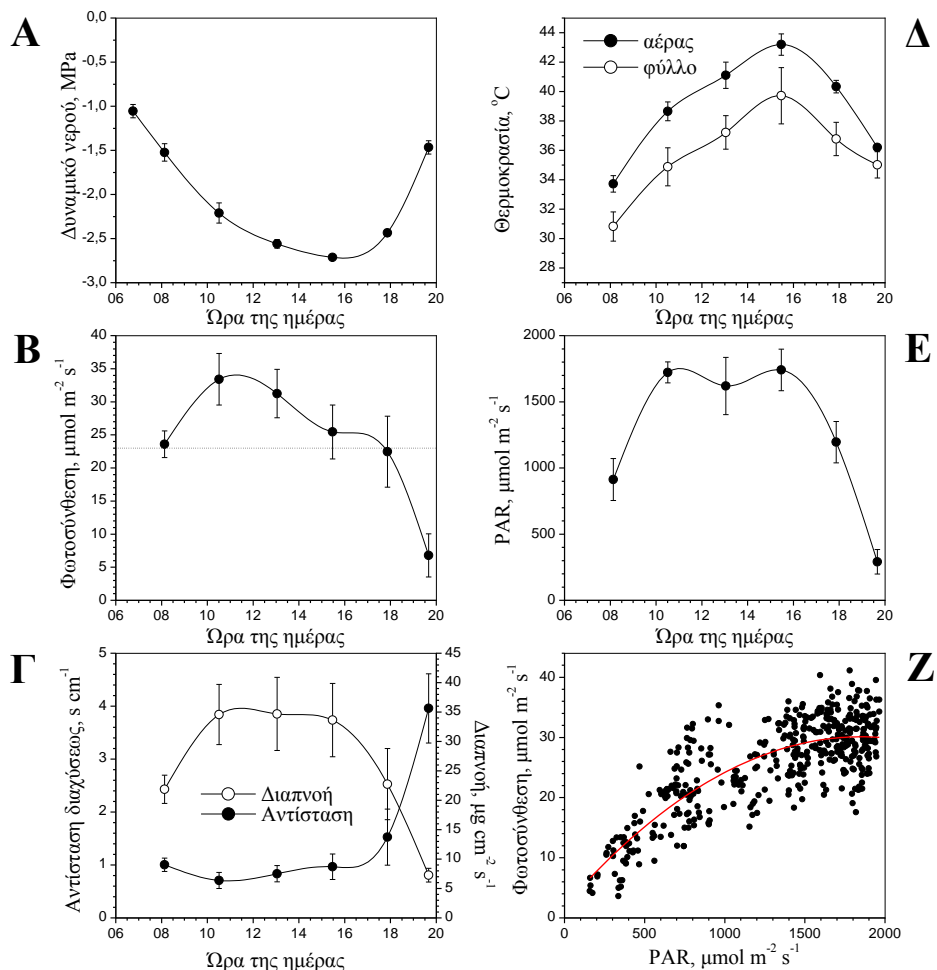 Α
Δυναμικό νερού, MPa
0,0
-0,5
-1,0
-1,5
-2,0
-2,5
-3,0
06 08 10 12 14 16 18 20
Ώρα της ημέρας
Δ
Θερμοκρασία, °C
αέρας
φύλλο
44
42
40
38
36
34
32
30
28
06 08 10 12 14 16 18 20
Ώρα της ημέρας
Β
Φωτοσύνθεση, μmol m-2 s-1
40
35
30
25
20
15
10
5
0
06 08 10 12 14 16 18 20
Ώρα της ημέρας
Ε
PAR, μmol m-2 s-1
2000
1500
1000
500
0
06 08 10 12 14 16 18 20
Ώρα της ημέρας
Γ
Αντίσταση διαχύσεως, s cm-1
5
4
3
2
1
0
Διαπνοή
Αντίσταση
45
40
35
30
25
20
15
10
5
0
Διαπνοή, μg cm-2 s-1
06 08 10 12 14 16 18 20
Ώρα της ημέρας
Ζ
Φωτοσύνθεση, μmol m-2 s-1
50
40
30
20
10
0
0 500 1000 1500 2000
PAR, μmol m-2 s-1